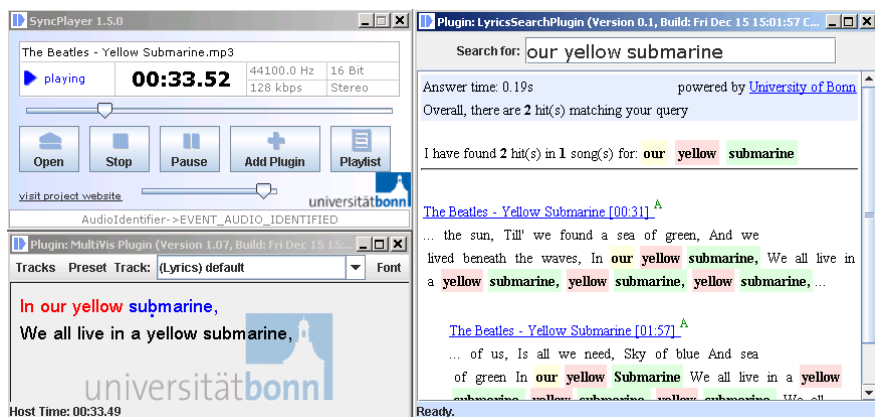 SyncPlayer 1.5.0
The Beatles - Yellow Submarine.mp3
playing
00:33.52
44100.0 Hz
16 Bit
128 kbps
Stereo
Open
Stop
Pause
Add Plugin
Playlist
visit project website
universitätbonn
AudioIdentifier->EVENT_AUDIO_IDENTIFIED
Plugin: MultiVis Plugin (Version 1.07, Build: Fri Dec 15 15:...
Tracks Preset Track: (Lyrics) default Font
In our yellow submarine,
We all live in a yellow submarine,
universitätbonn
Host Time: 00:33.49
Plugin: LyricsSearchPlugin (Version 0.1, Build: Fri Dec 15 15:01:57 C...
Search for: our yellow submarine
Answer time: 0.19s powered by University of Bonn
Overall, there are 2 hit(s) matching your query
I have found 2 hit(s) in 1 song(s) for: our yellow submarine
The Beatles - Yellow Submarine [00:31] A
... the sun, Till' we found a sea of green, And we
lived beneath the waves, In our yellow submarine, We all live in
a yellow submarine, yellow submarine, yellow submarine, ...
The Beatles - Yellow Submarine [01:57] A
... of us, Is all we need, Sky of blue And sea
of green In our yellow Submarine We all live in a yellow
submarine, yellow submarine, yellow submarine, We all
Ready.